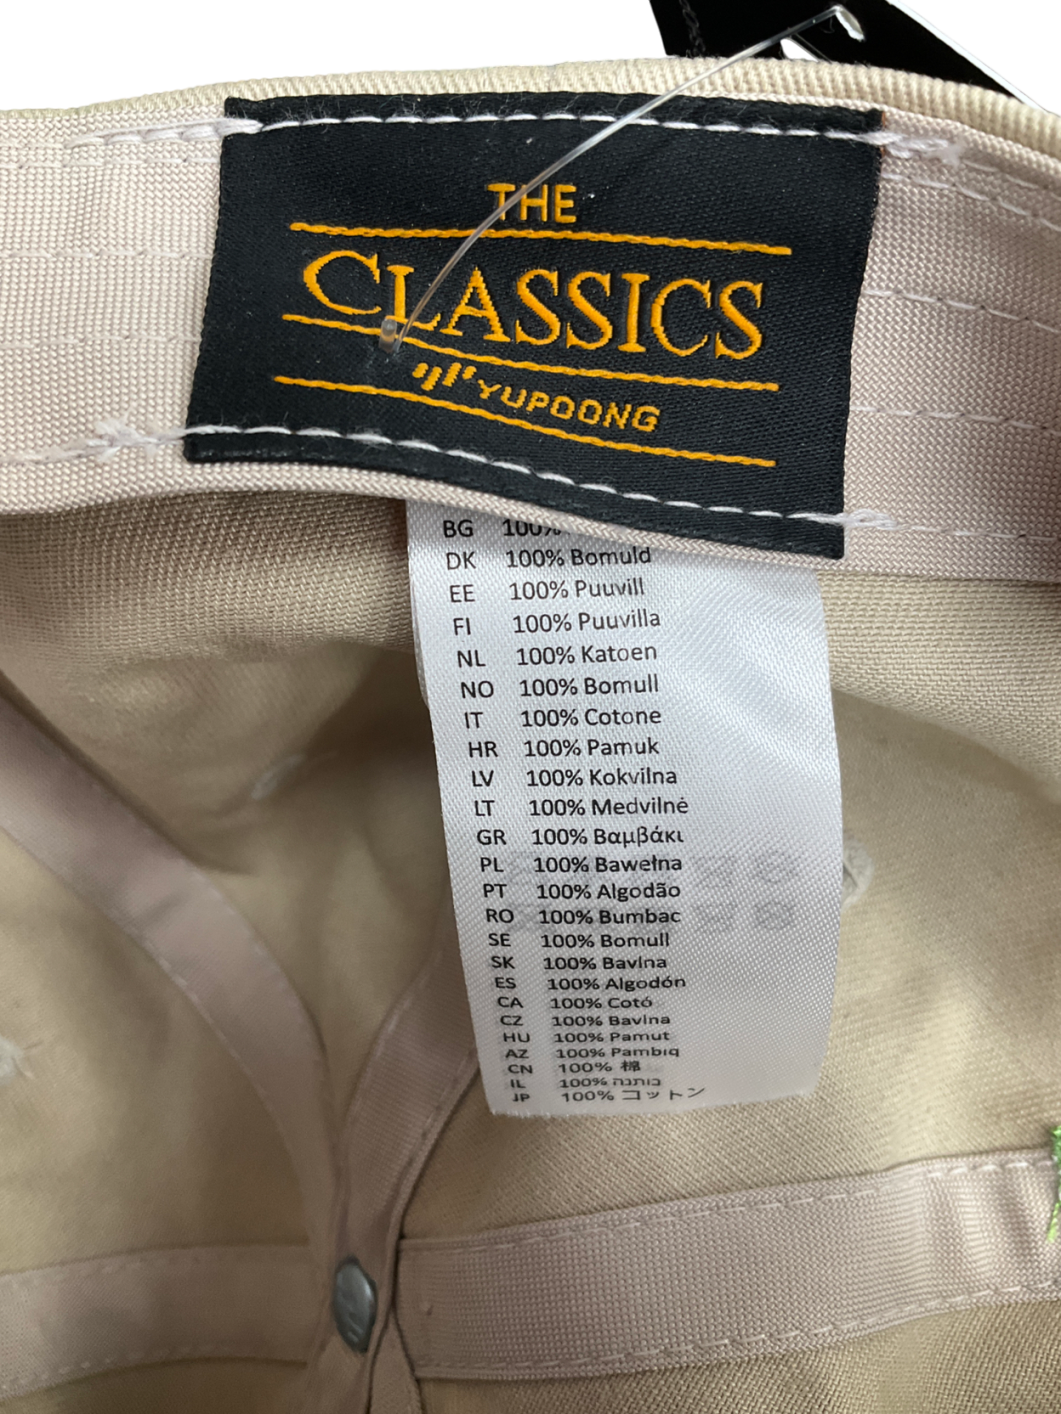 THE
CLASSICS
YUPOONG
BG 100%
DK 100% Bomuld
EE 100% Puuvill
FI 100% Puuvilla
NL 100% Katoen
NO 100% Bomull
IT 100% Cotone
HR 100% Pamuk
LV 100% Kokvilna
LT 100% Medvilnė
GR 100% Βαμβάκι
PL 100% Bawełna
PT 100% Algodão
RO 100% Bumbac
SE 100% Bomull
SK 100% Bavlna
ES 100% Algodón
CA 100% Cotó
CZ 100% Bavlna
HU 100% Pamut
AZ 100% Pambıq
CN 100% 棉
IL 100% כותנה
JP 100% コットン